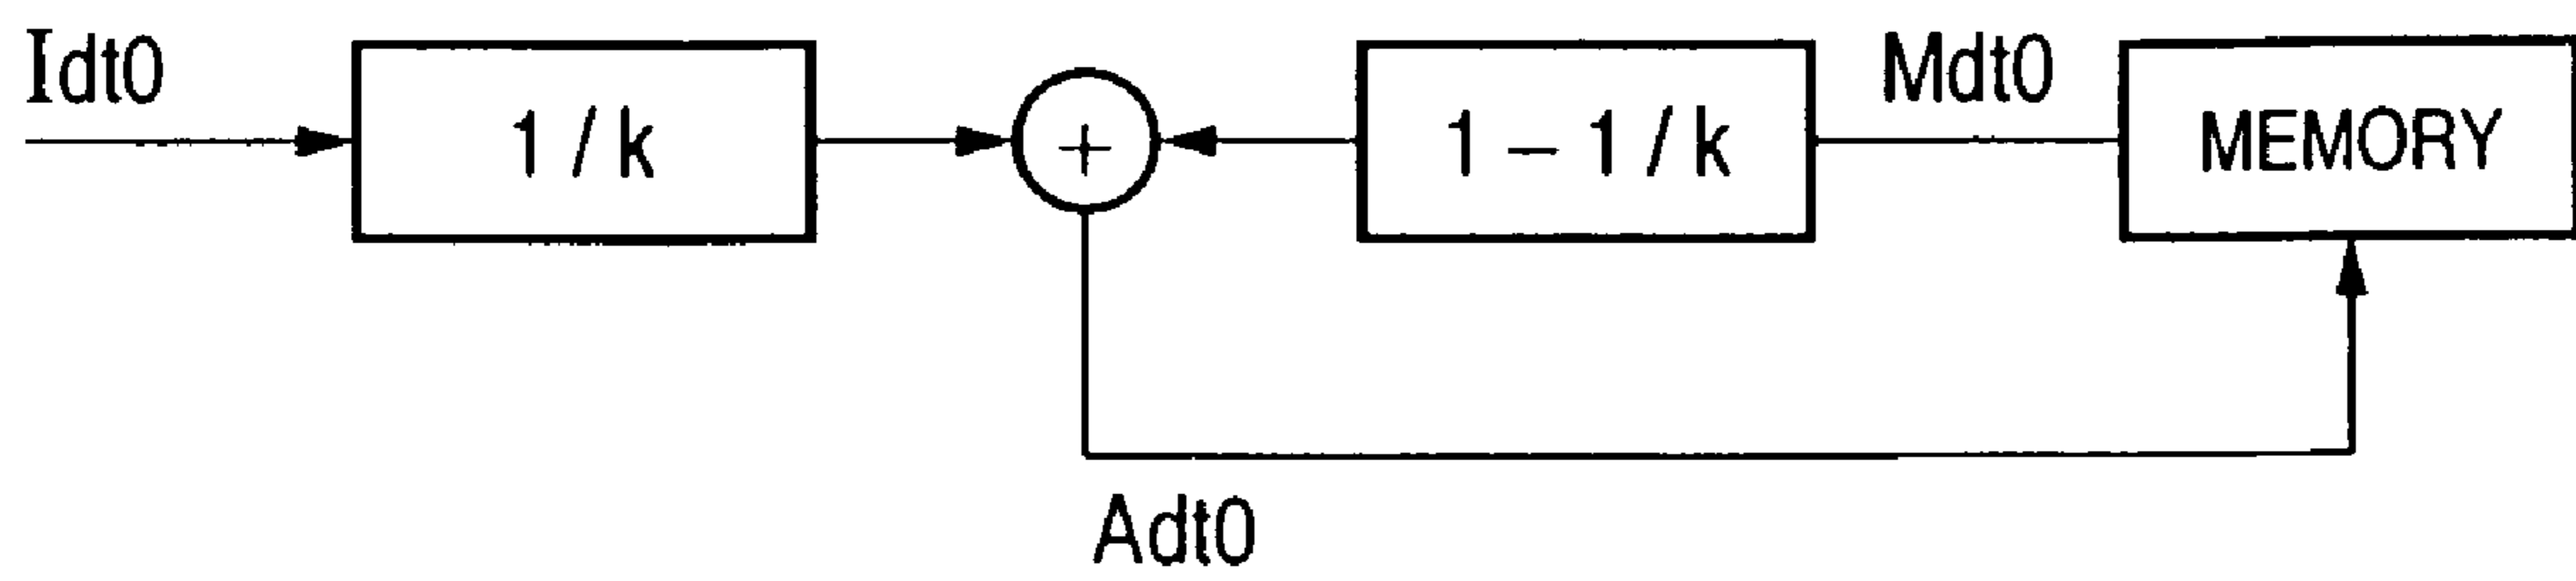 Idt0
1 / k
+
1 – 1 / k
Mdt0
MEMORY
Adt0